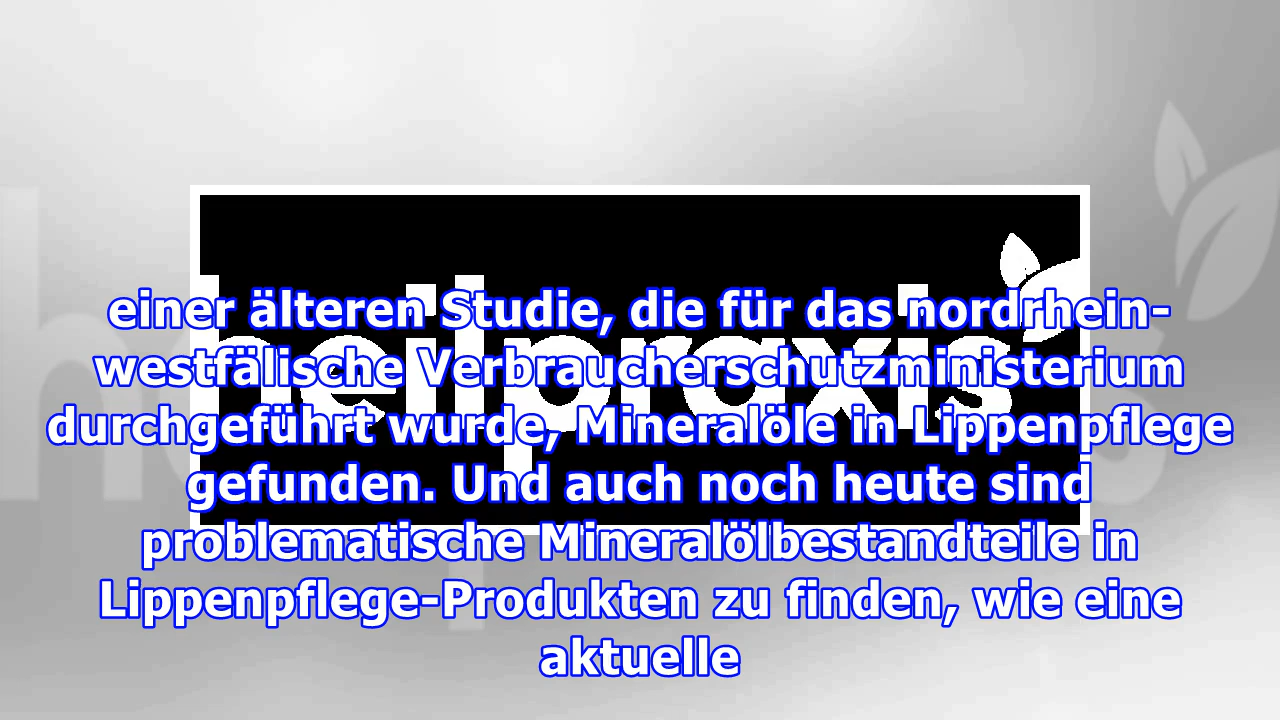 heilpraxis
einer älteren Studie, die für das nordrhein-
westfälische Verbraucherschutzministerium
durchgeführt wurde, Mineralöle in Lippenpflege
gefunden. Und auch noch heute sind
problematische Mineralölbestandteile in
Lippenpflege-Produkten zu finden, wie eine
aktuelle